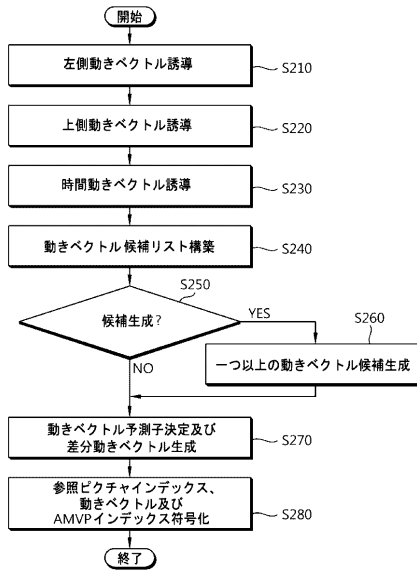 開始
左側動きベクトル誘導
S210
上側動きベクトル誘導
S220
時間動きベクトル誘導
S230
動きベクトル候補リスト構築
S240
S250
候補生成?
YES
S260
一つ以上の動きベクトル候補生成
NO
動きベクトル予測子決定及び
差分動きベクトル生成
S270
参照ピクチャインデックス、
動きベクトル及び
AMVPインデックス符号化
S280
終了